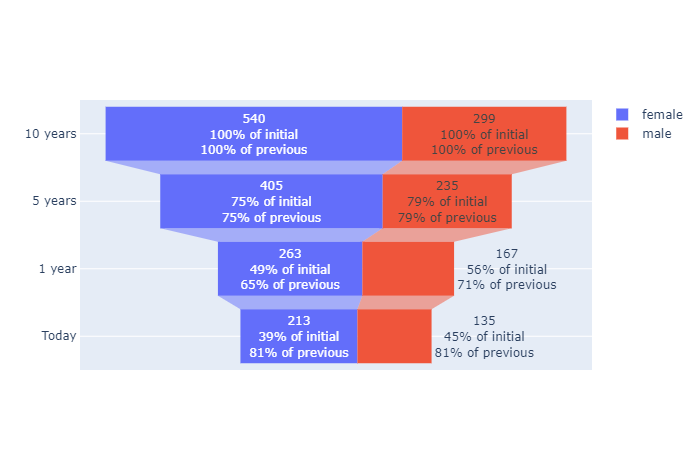 540
100% of initial
100% of previous
299
100% of initial
100% of previous
female
male
10 years
405
75% of initial
75% of previous
235
79% of initial
79% of previous
5 years
263
49% of initial
65% of previous
167
56% of initial
71% of previous
1 year
213
39% of initial
81% of previous
135
45% of initial
81% of previous
Today